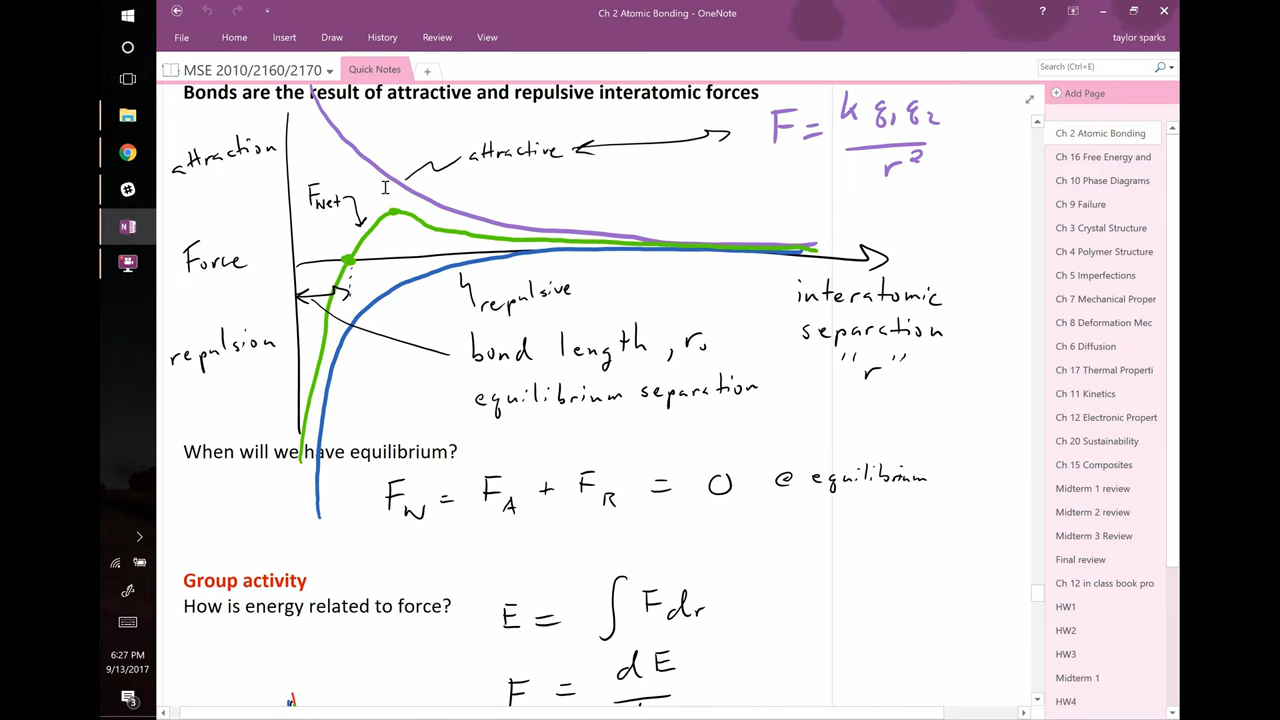 Ch 2 Atomic Bonding - OneNote
?
File Home Insert Draw History Review View
taylor sparks
MSE 2010/2160/2170
Quick Notes
+
Search (Ctrl+E)
Bonds are the result of attractive and repulsive interatomic forces
F = k q1 q2 / r²
attraction
attractive
FNet
Force
repulsive
interatomic
separation
"r"
repulsion
bond length, r₀
equilibrium separation
When will we have equilibrium?
F_N = F_A + F_R = 0 @ equilibrium
Group activity
How is energy related to force?
E = ∫ F dr
F = dE
Add Page
Ch 2 Atomic Bonding
Ch 16 Free Energy and
Ch 10 Phase Diagrams
Ch 9 Failure
Ch 3 Crystal Structure
Ch 4 Polymer Structure
Ch 5 Imperfections
Ch 7 Mechanical Proper
Ch 8 Deformation Mec
Ch 6 Diffusion
Ch 17 Thermal Properti
Ch 11 Kinetics
Ch 12 Electronic Propert
Ch 20 Sustainability
Ch 15 Composites
Midterm 1 review
Midterm 2 review
Midterm 3 Review
Final review
Ch 12 in class book pro
HW1
HW2
HW3
Midterm 1
HW4
6:27 PM
9/13/2017
3